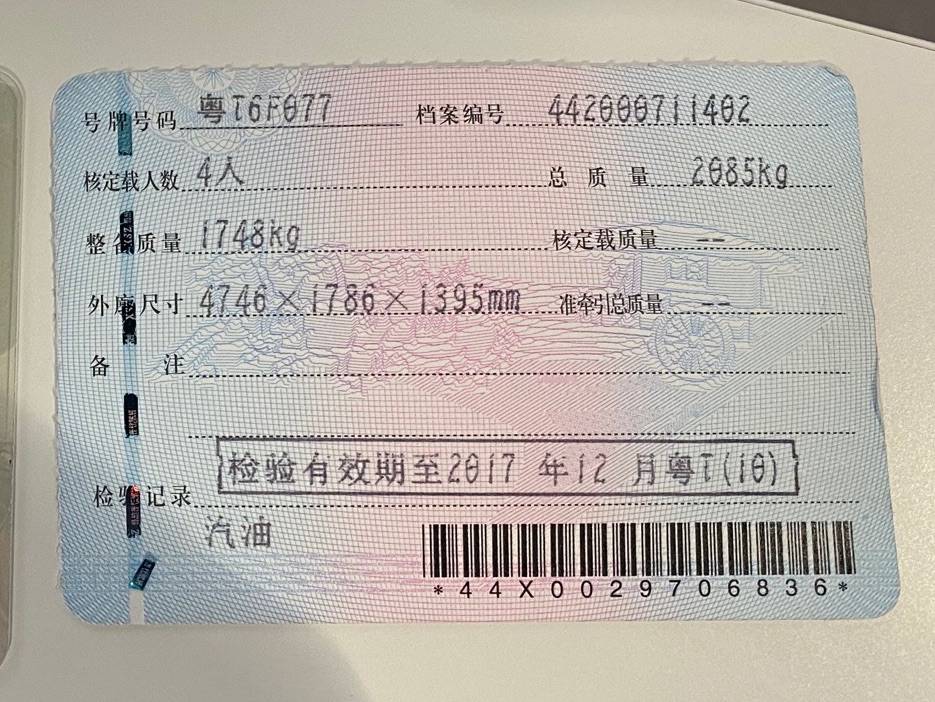 号牌号码 粤T6F077 档案编号 442000711402
核定载人数 4人 总质量 2085kg
整备质量 1748kg 核定载质量 --
外廓尺寸 4746×1786×1395mm 准牵引总质量 --
备注
检验有效期至2017年12月粤T(10)
检验记录
汽油
*44X0029706836*